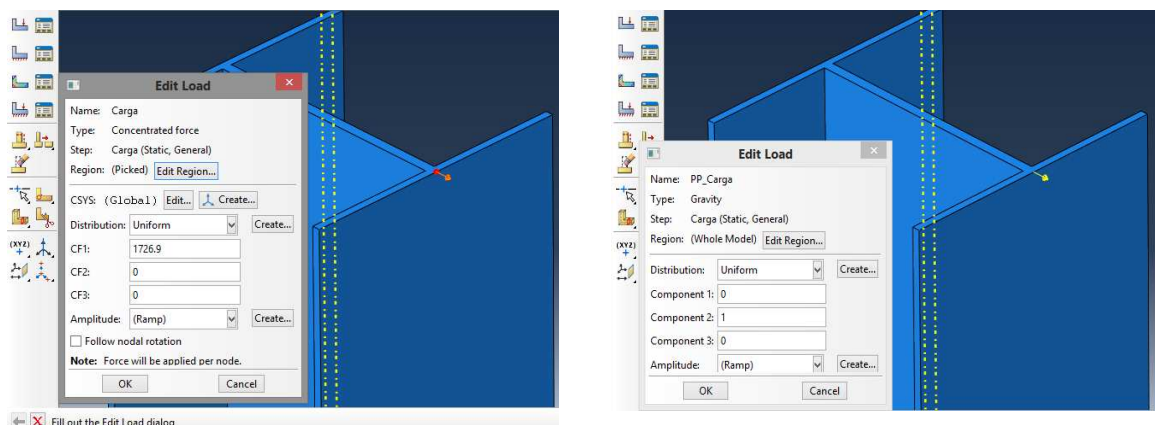 Edit Load
Name: Carga
Type: Concentrated force
Step: Carga (Static, General)
Region: (Picked) Edit Region...
CSYS: (Global) Edit... Create...
Distribution: Uniform Create...
CF1: 1726.9
CF2: 0
CF3: 0
Amplitude: (Ramp) Create...
Follow nodal rotation
Note: Force will be applied per node.
OK Cancel
(XYZ)
Fill out the Edit Load dialog
Edit Load
Name: PP_Carga
Type: Gravity
Step: Carga (Static, General)
Region: (Whole Model) Edit Region...
Distribution: Uniform Create...
Component 1: 0
Component 2: 1
Component 3: 0
Amplitude: (Ramp) Create...
OK Cancel
(XYZ)